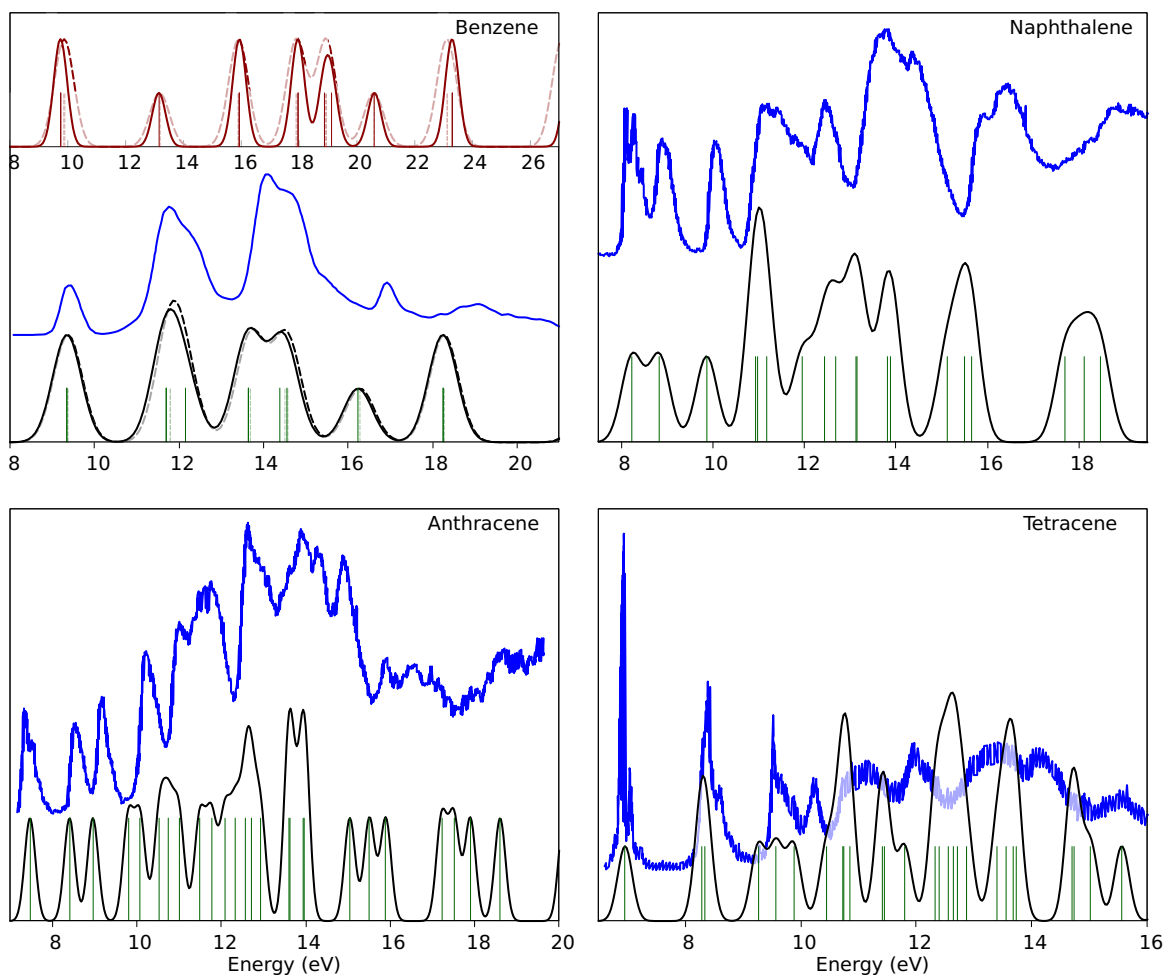 Benzene
8 10 12 14 16 18 20 22 24 26
8 10 12 14 16 18 20
Naphthalene
8 10 12 14 16 18
Anthracene
8 10 12 14 16 18 20
Energy (eV)
Tetracene
8 10 12 14 16
Energy (eV)